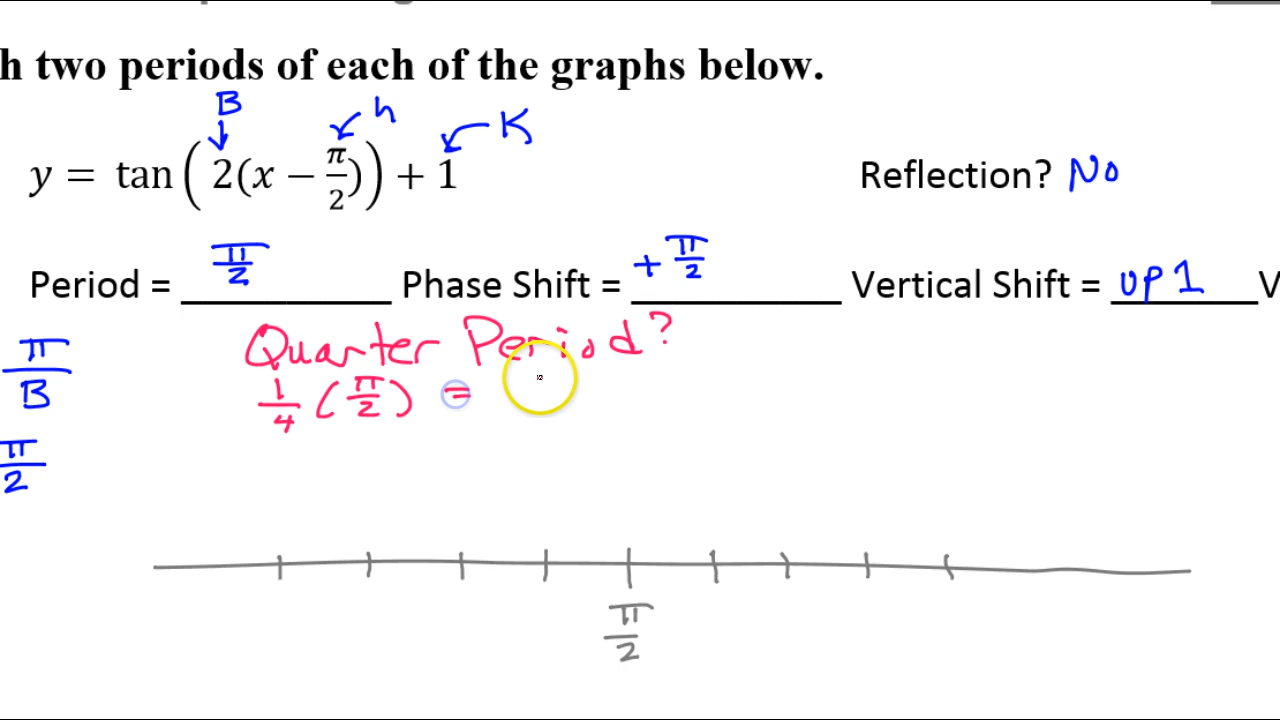 h two periods of each of the graphs below.
B h K
y = tan(2(x − π/2)) + 1
Reflection? No
Period = π/2 Phase Shift = + π/2 Vertical Shift = up 1 V
Quarter Period?
π/B
1/4 (π/2) =
π/2
π/2